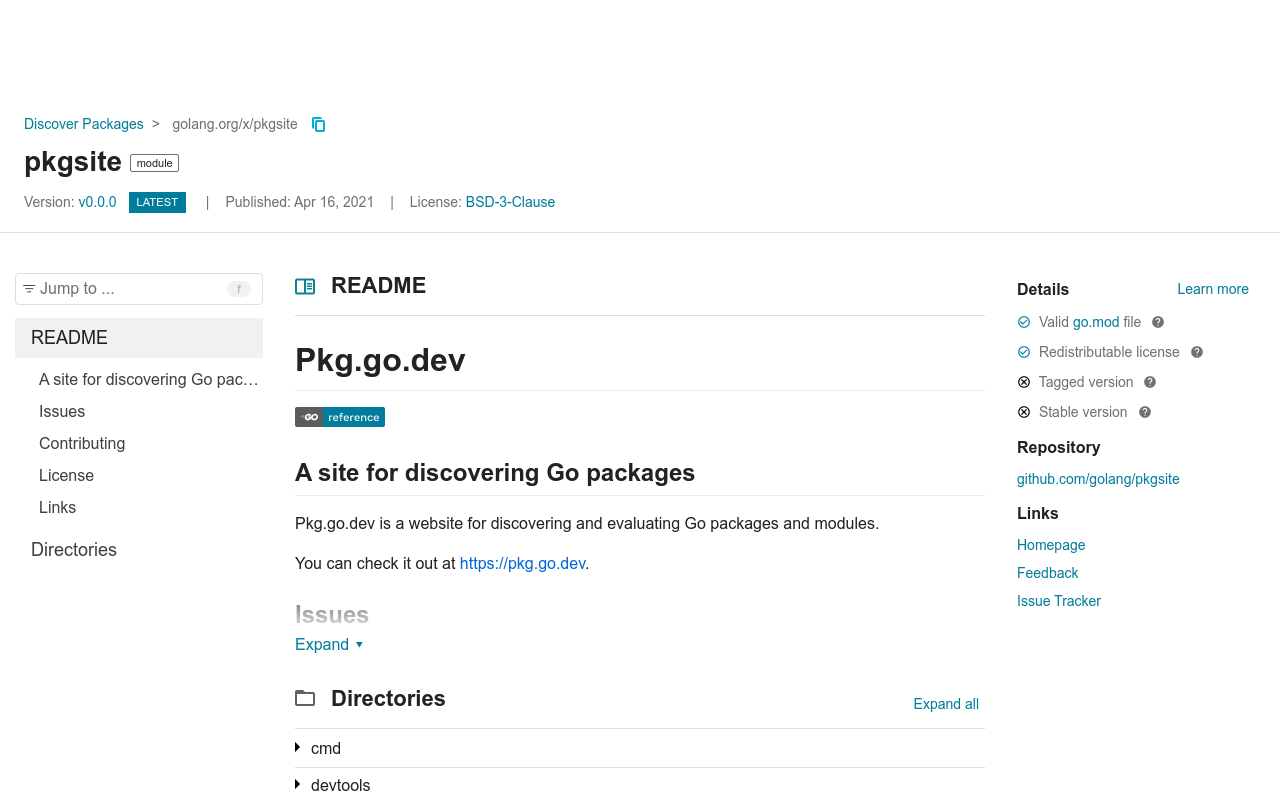 Discover Packages > golang.org/x/pkgsite
pkgsite module
Version: v0.0.0 LATEST | Published: Apr 16, 2021 | License: BSD-3-Clause
Jump to ... f
README
A site for discovering Go pac…
Issues
Contributing
License
Links
Directories
README
Pkg.go.dev
GO reference
A site for discovering Go packages
Pkg.go.dev is a website for discovering and evaluating Go packages and modules.
You can check it out at https://pkg.go.dev.
Issues
Expand
Directories
Expand all
cmd
devtools
Details Learn more
Valid go.mod file
Redistributable license
Tagged version
Stable version
Repository
github.com/golang/pkgsite
Links
Homepage
Feedback
Issue Tracker